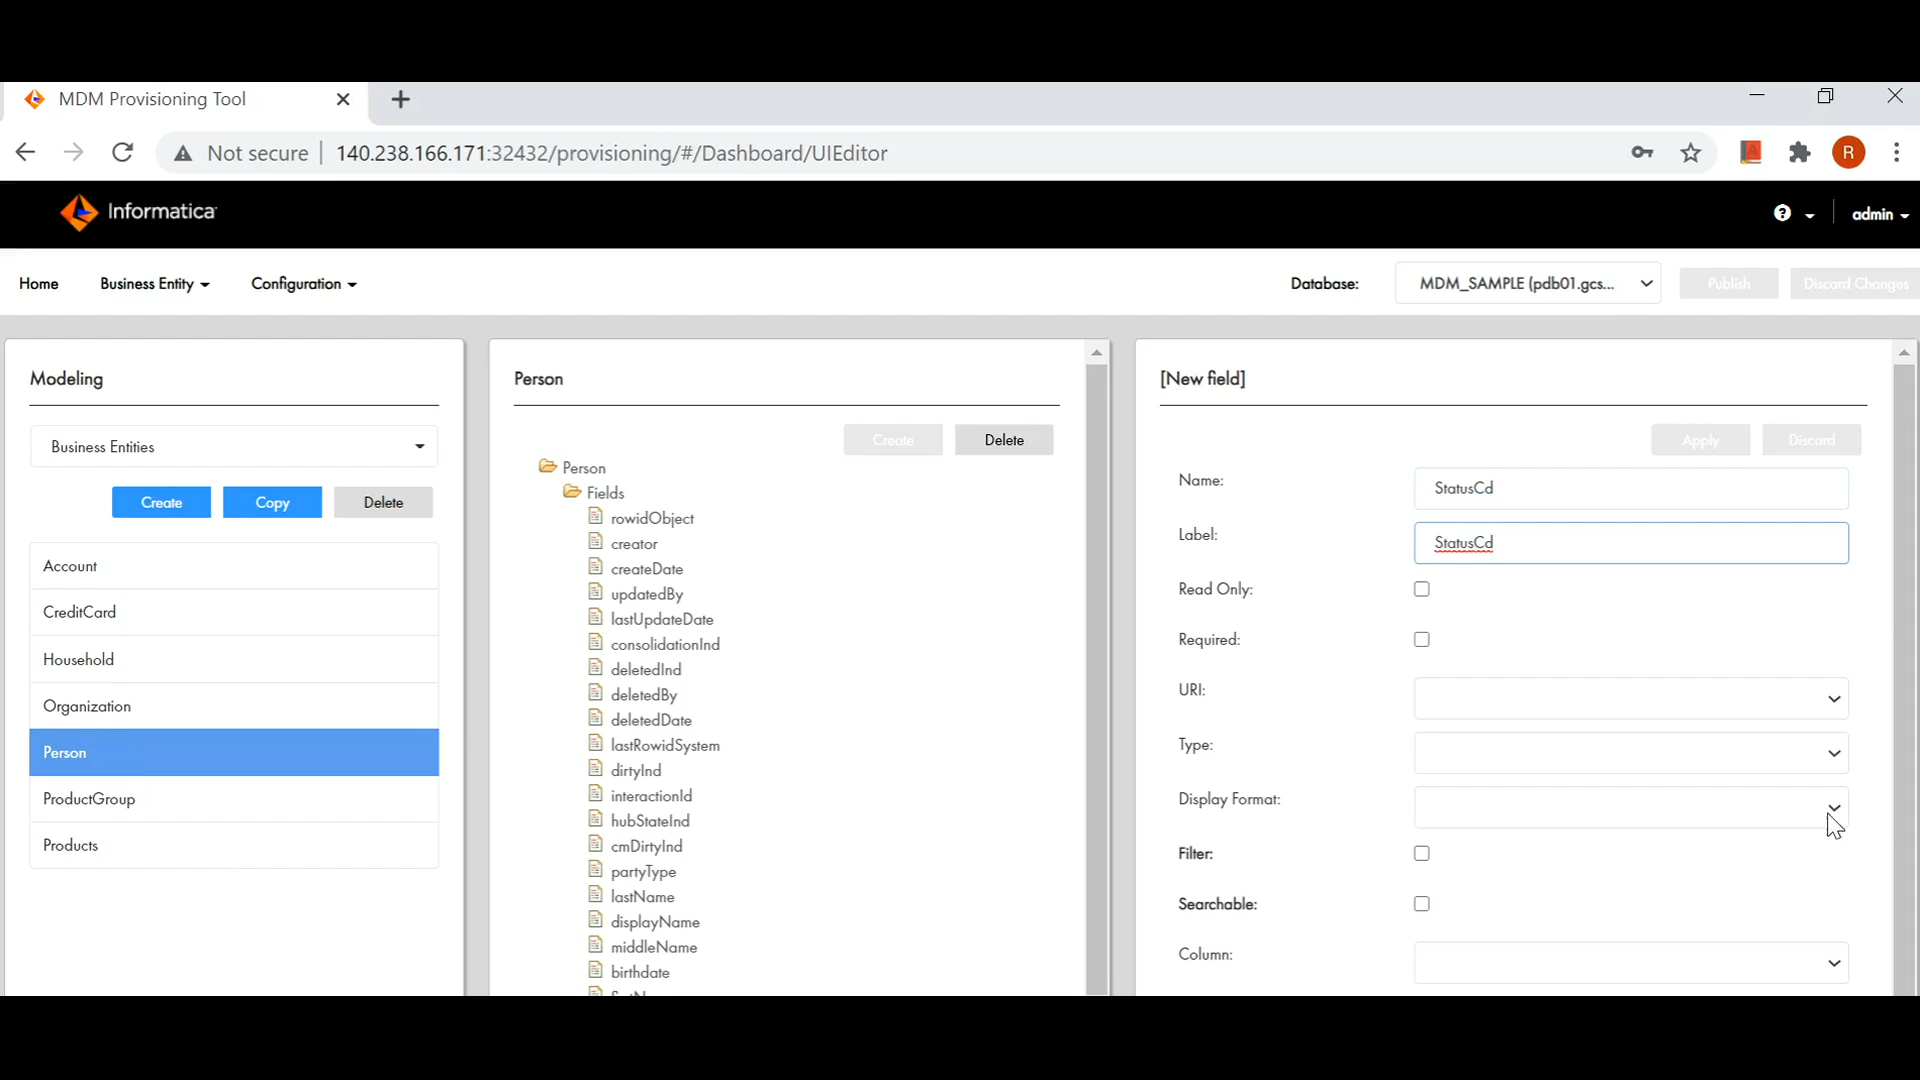 MDM Provisioning Tool
Not secure 140.238.166.171:32432/provisioning/#/Dashboard/UIEditor
R
Informatica
admin
Home Business Entity Configuration Database: MDM_SAMPLE (pdb01.gcs... Publish Discard Changes
Modeling
Business Entities
Create Copy Delete
Account
CreditCard
Household
Organization
Person
ProductGroup
Products
Person
Create Delete
Person
Fields
rowidObject
creator
createDate
updatedBy
lastUpdateDate
consolidationInd
deletedInd
deletedBy
deletedDate
lastRowidSystem
dirtyInd
interactionId
hubStateInd
cmDirtyInd
partyType
lastName
displayName
middleName
birthdate
[New field]
Apply Discard
Name: StatusCd
Label: StatusCd
Read Only:
Required:
URI:
Type:
Display Format:
Filter:
Searchable:
Column: